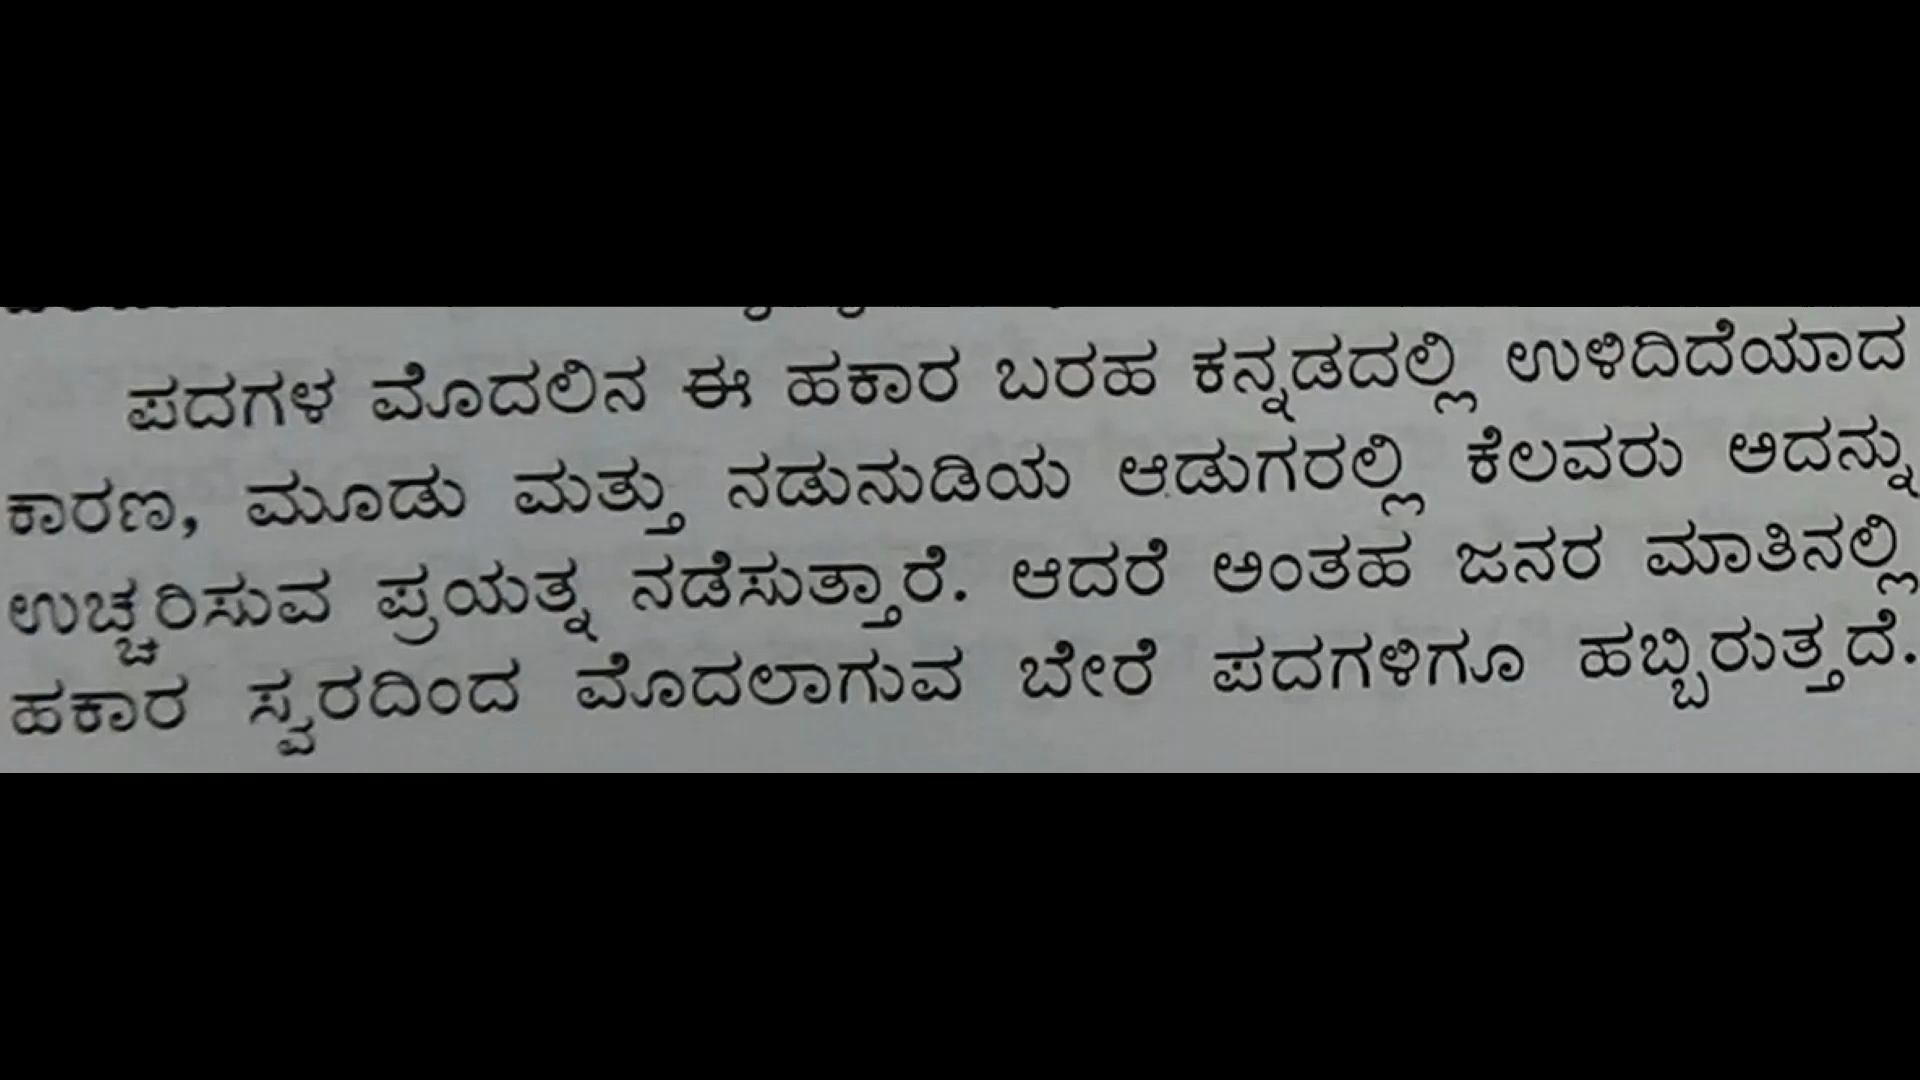 ಪದಗಳ ಮೊದಲಿನ ಈ ಹಕಾರ ಬರಹ ಕನ್ನಡದಲ್ಲಿ ಉಳಿದಿದೆಯಾದ
ಕಾರಣ, ಮೂಡು ಮತ್ತು ನಡುನುಡಿಯ ಆಡುಗರಲ್ಲಿ ಕೆಲವರು ಅದನ್ನು
ಉಚ್ಚರಿಸುವ ಪ್ರಯತ್ನ ನಡೆಸುತ್ತಾರೆ. ಆದರೆ ಅಂತಹ ಜನರ ಮಾತಿನಲ್ಲಿ
ಹಕಾರ ಸ್ವರದಿಂದ ಮೊದಲಾಗುವ ಬೇರೆ ಪದಗಳಿಗೂ ಹಬ್ಬಿರುತ್ತದೆ.